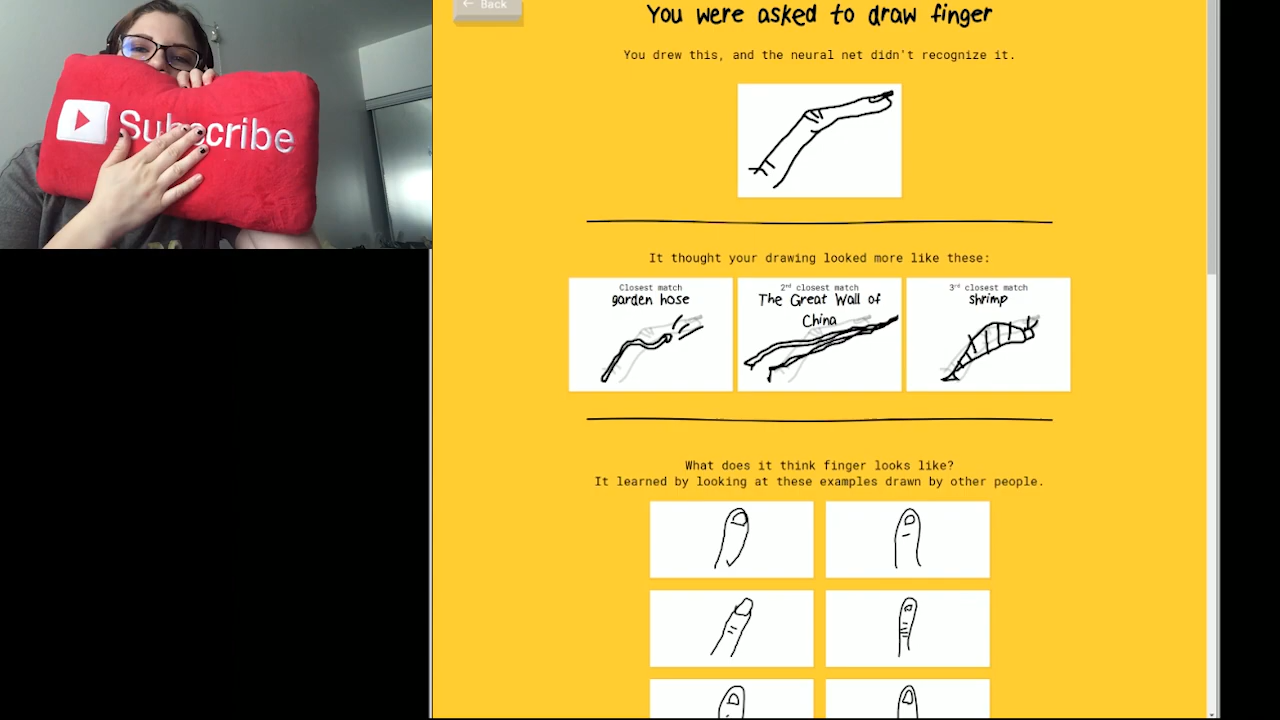 ← Back
You were asked to draw finger
You drew this, and the neural net didn't recognize it.
Subscribe
It thought your drawing looked more like these:
Closest match
garden hose
2nd closest match
The Great Wall of
China
3rd closest match
shrimp
What does it think finger looks like?
It learned by looking at these examples drawn by other people.